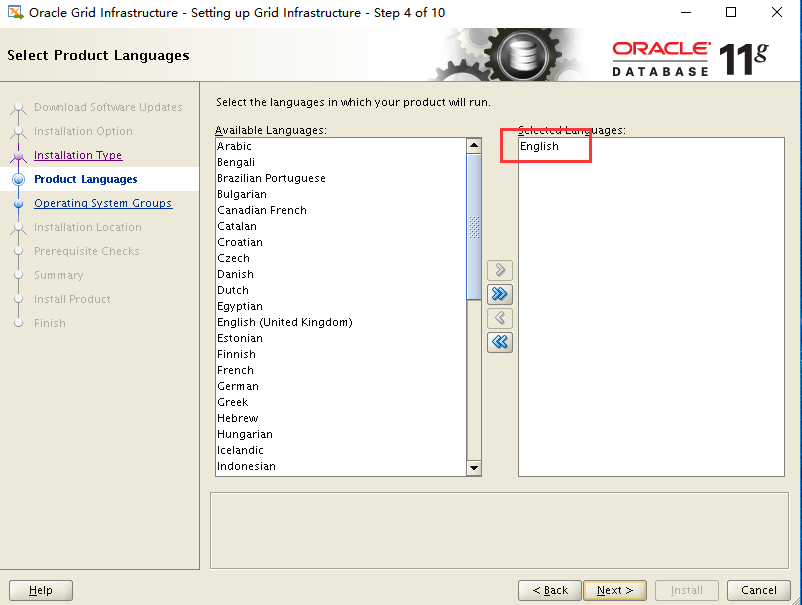 Oracle Grid Infrastructure - Setting up Grid Infrastructure - Step 4 of 10
Select Product Languages
ORACLE®
DATABASE
11g
Download Software Updates
Installation Option
Installation Type
Product Languages
Operating System Groups
Installation Location
Prerequisite Checks
Summary
Install Product
Finish
Select the languages in which your product will run.
Available Languages:
Arabic
Bengali
Brazilian Portuguese
Bulgarian
Canadian French
Catalan
Croatian
Czech
Danish
Dutch
Egyptian
English (United Kingdom)
Estonian
Finnish
French
German
Greek
Hebrew
Hungarian
Icelandic
Indonesian
Selected Languages:
English
Help
< Back
Next >
Install
Cancel